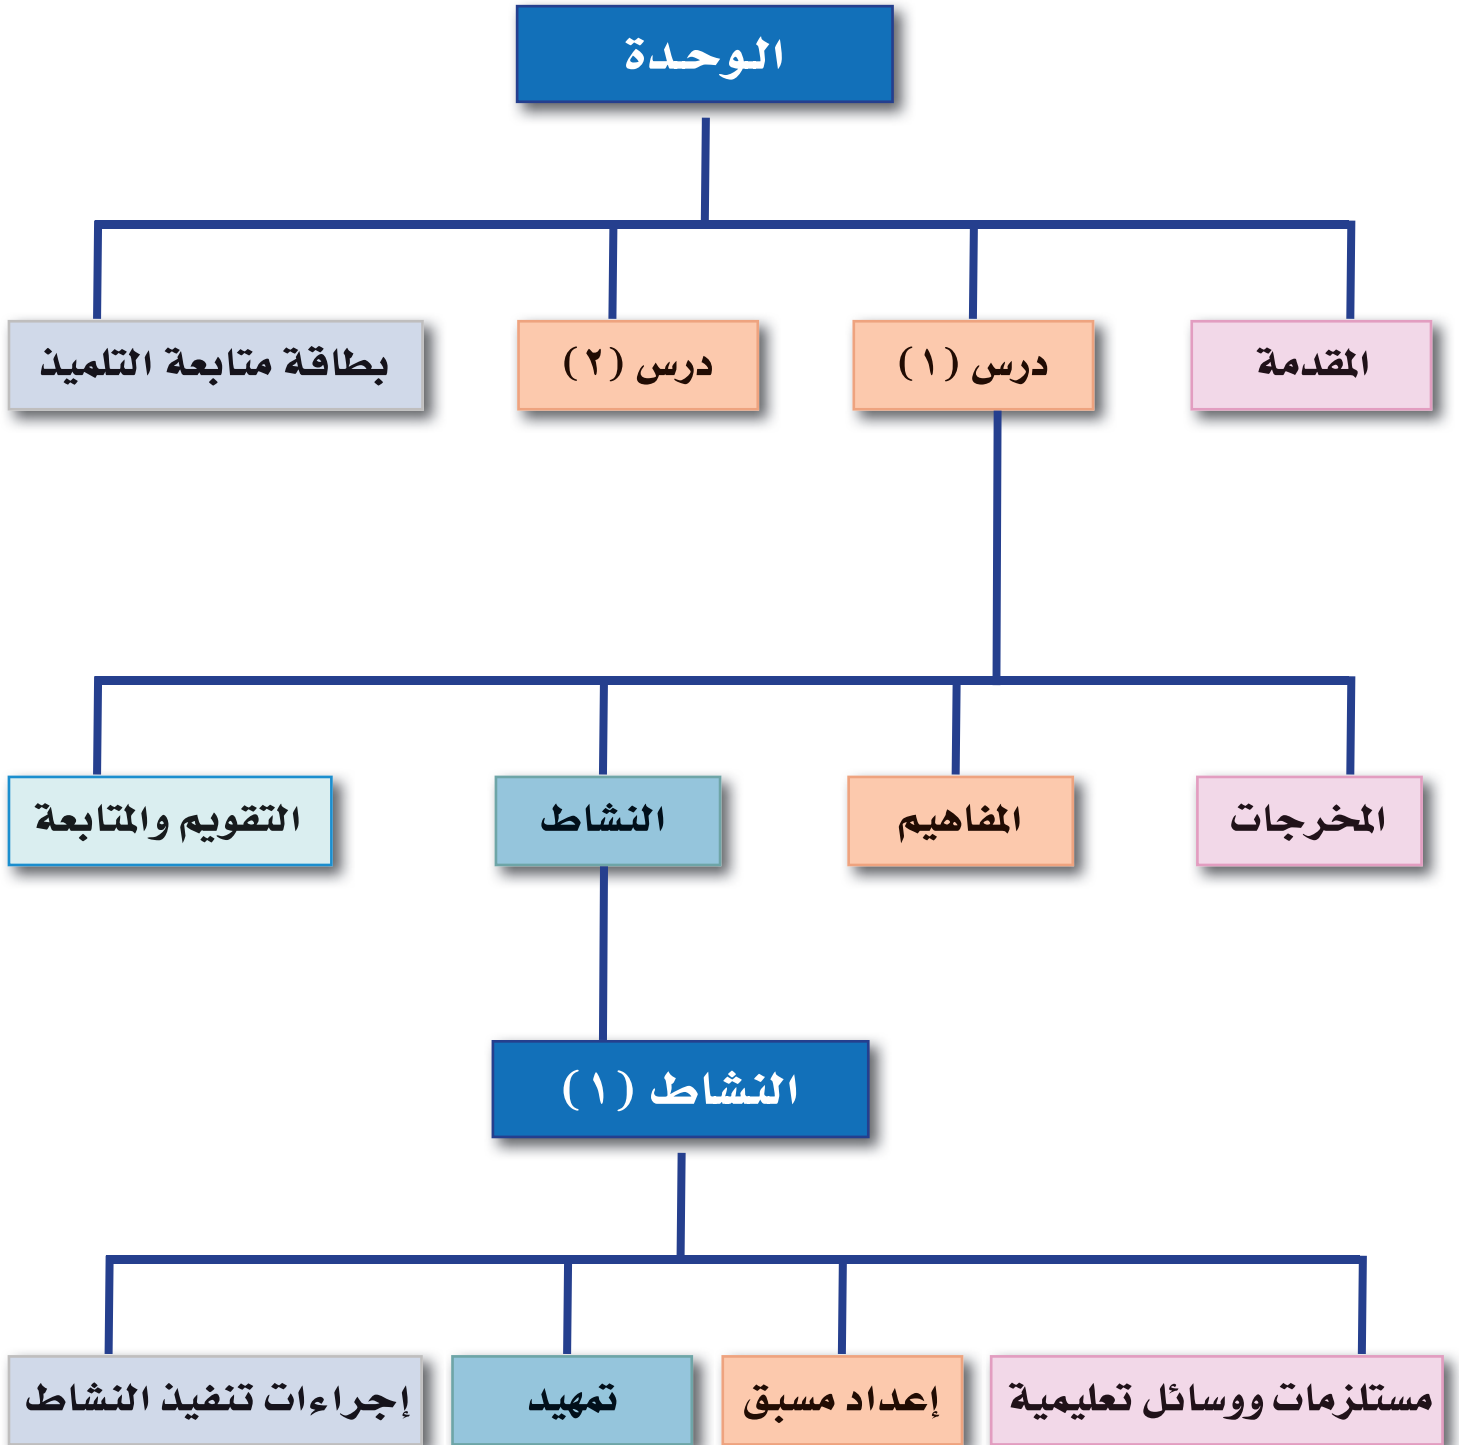 الوحدة
المقدمة
درس (١)
درس (٢)
بطاقة متابعة التلميذ
المخرجات
المفاهيم
النشاط
التقويم والمتابعة
النشاط (١)
مستلزمات ووسائل تعليمية
إعداد مسبق
تمهيد
إجراءات تنفيذ النشاط